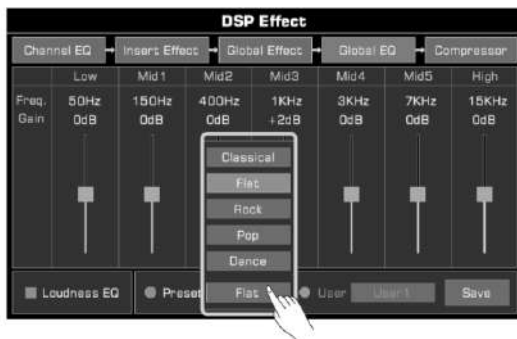 DSP Effect
Channel EQ Insert Effect Global Effect Global EQ Compressor
Low Mid1 Mid2 Mid3 Mid4 Mid5 High
Freq. 50Hz 150Hz 400Hz 1KHz 3KHz 7KHz 15KHz
Gain 0dB 0dB 0dB +2dB 0dB 0dB 0dB
Classical
Flat
Rock
Pop
Dance
Loudness EQ Preset Flat User User1 Save